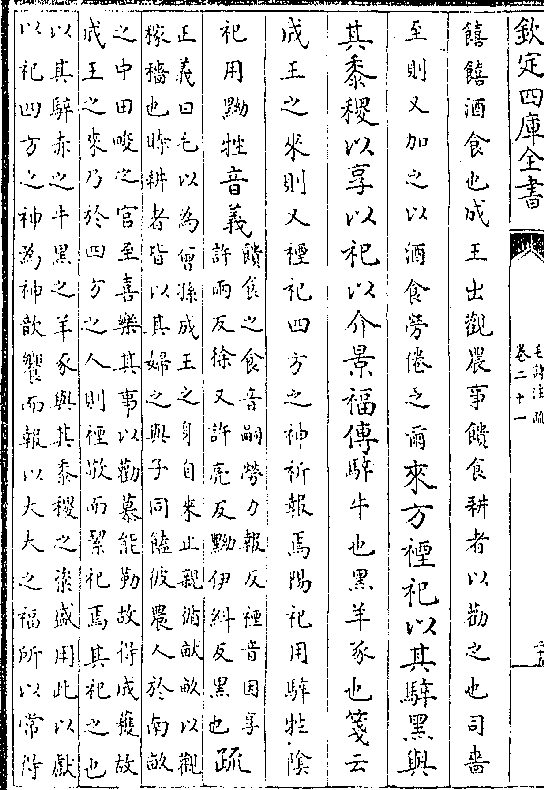 欽定四庫全書
毛詩注疏
卷二十一
饎饎酒食也成王出觀農事饋食耕者以勸之也司嗇
至則又加之以酒食勞倦之爾來方禋祀以其騂黑與
其黍稷以享以祀以介景福傳騂牛也黑羊豕也箋云
成王之來則又禋祀四方之神祈報焉陽祀用騂牲隂
祀用黝牲音義饋食之食音嗣勞力報反禋音因享
許兩反徐又許亮反黝伊糾反黑也疏
正義曰毛以為曾孫成王之身自來止親循畎畝以觀
稼穡也時耕者皆以其婦之與子同饁彼農人於南畝
之中田畯之官至喜樂其事以勸慕能勤故得成穫故
成王之來乃於四方之人則禋敬而絜祀焉其祀之也
以其騂赤之牛黑之羊豕與其黍稷之粢盛用此以獻
以祀四方之神為神歆饗而報以大大之福所以常得